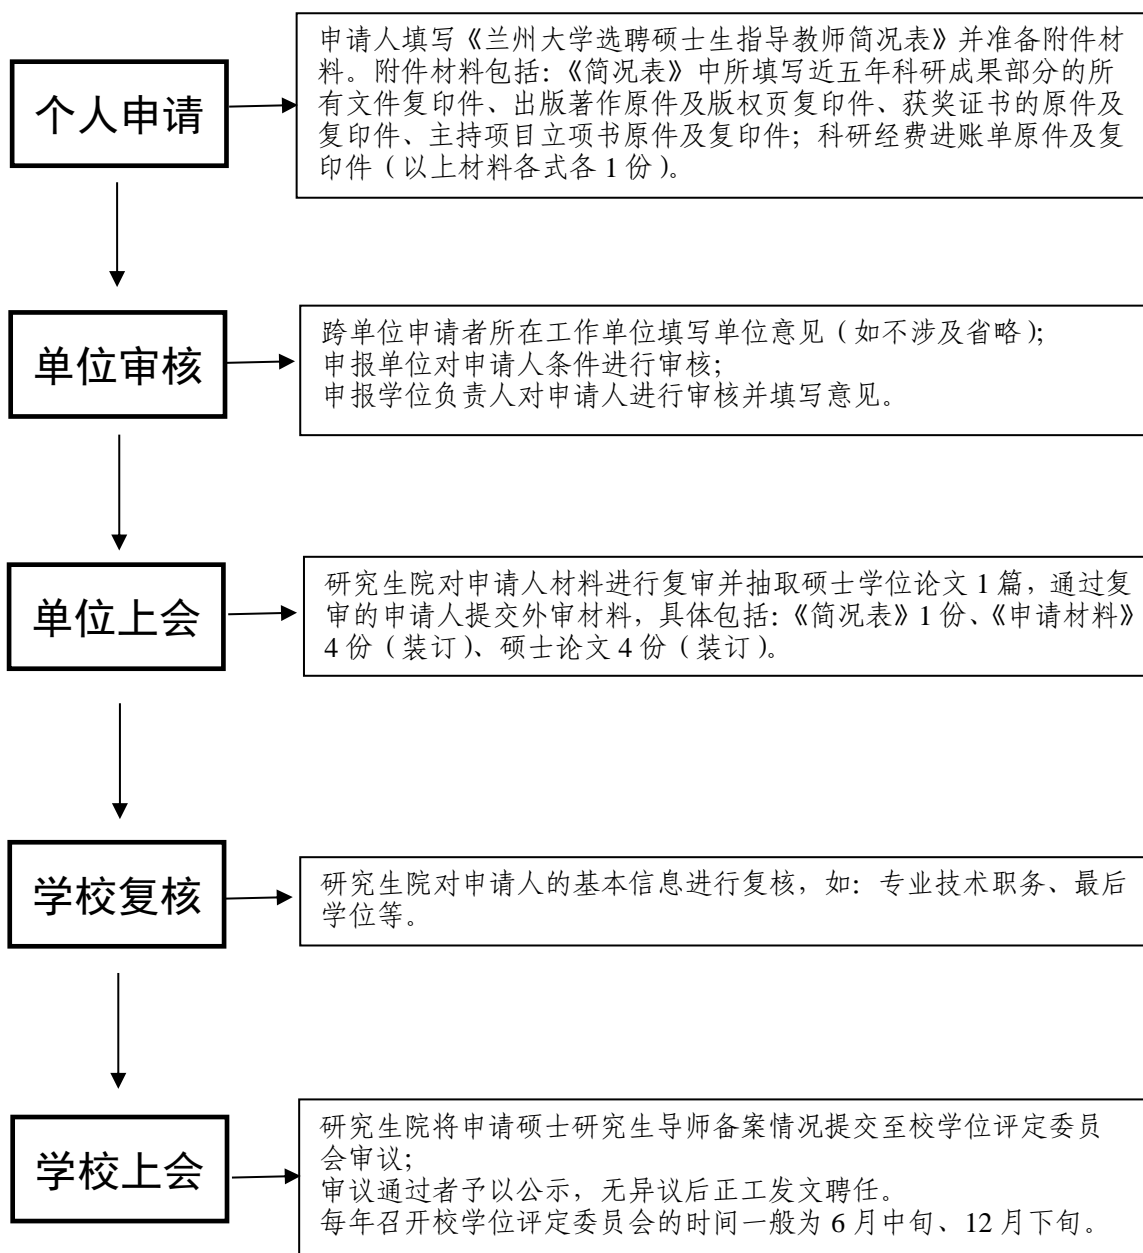 个人申请
申请人填写《兰州大学选聘硕士生指导教师简况表》并准备附件材
料。附件材料包括：《简况表》中所填写近五年科研成果部分的所
有文件复印件、出版著作原件及版权页复印件、获奖证书的原件及
复印件、主持项目立项书原件及复印件；科研经费进账单原件及复
印件（以上材料各式各 1 份）。
单位审核
跨单位申请者所在工作单位填写单位意见（如不涉及省略）；
申报单位对申请人条件进行审核；
申报学位负责人对申请人进行审核并填写意见。
单位上会
研究生院对申请人材料进行复审并抽取硕士学位论文 1 篇，通过复
审的申请人提交外审材料，具体包括：《简况表》1 份、《申请材料》
4 份（装订）、硕士论文 4 份（装订）。
学校复核
研究生院对申请人的基本信息进行复核，如：专业技术职务、最后
学位等。
学校上会
研究生院将申请硕士研究生导师备案情况提交至校学位评定委员
会审议；
审议通过者予以公示，无异议后正工发文聘任。
每年召开校学位评定委员会的时间一般为 6 月中旬、12 月下旬。